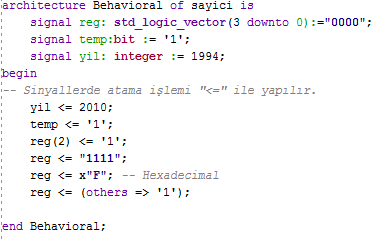 architecture Behavioral of sayici is
signal reg: std_logic_vector(3 downto 0):="0000";
signal temp:bit := '1';
signal yil: integer := 1994;
begin
-- Sinyallerde atama işlemi "<=" ile yapılır.
yil <= 2010;
temp <= '1';
reg(2) <= '1';
reg <= "1111";
reg <= x"F"; -- Hexadecimal
reg <= (others => '1');
end Behavioral;